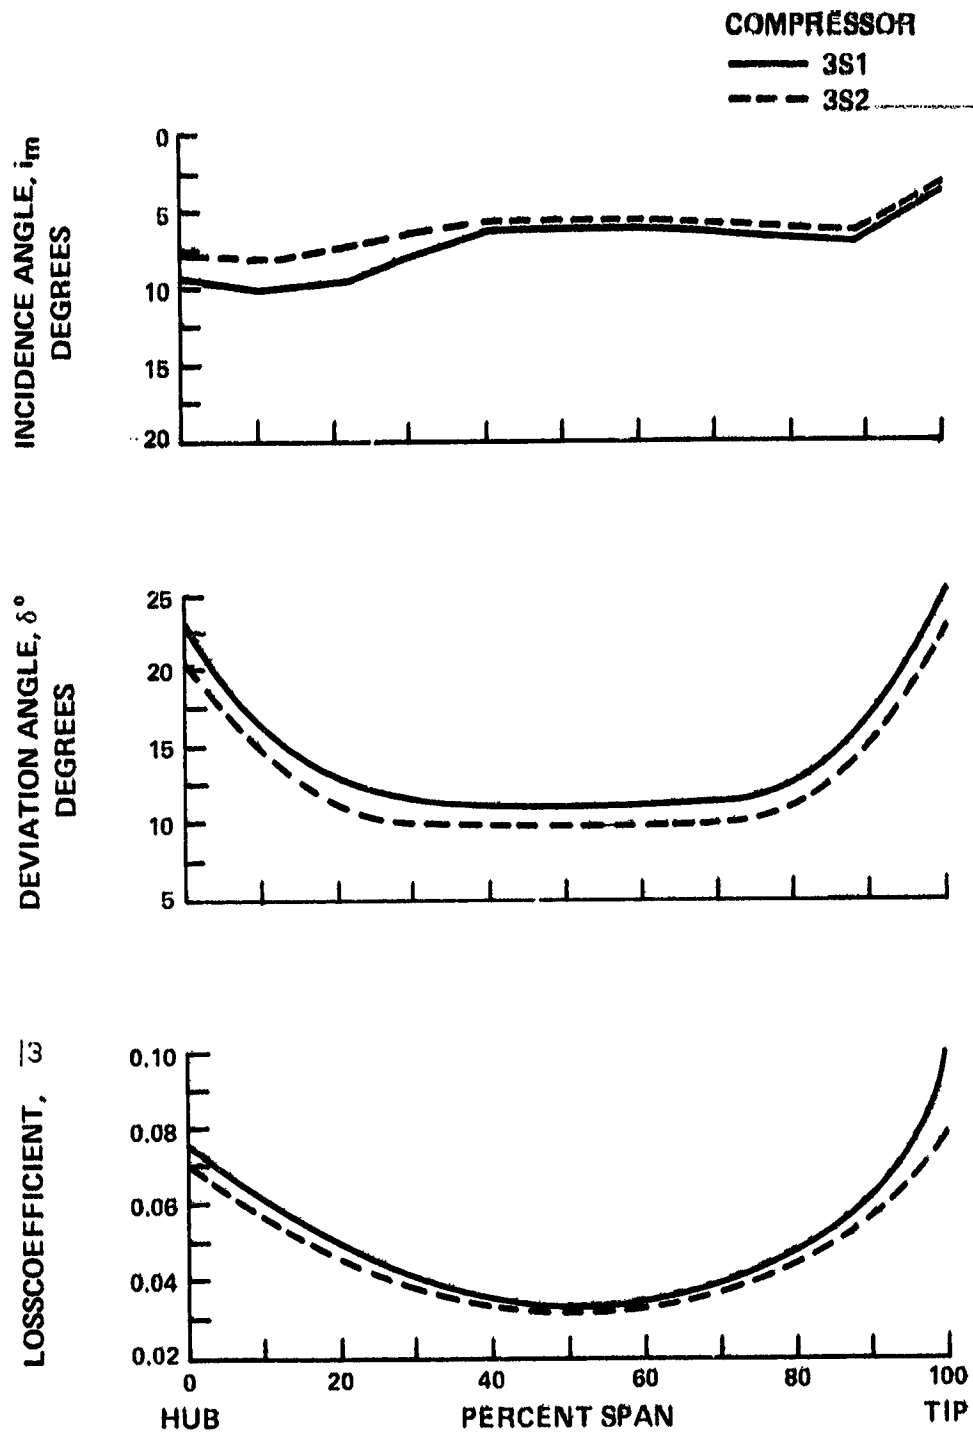 COMPRESSOR
3S1
3S2
INCIDENCE ANGLE, im
DEGREES
0
5
10
15
20
DEVIATION ANGLE, δ°
DEGREES
25
20
15
10
5
LOSSCOEFFICIENT, ω̅
0.10
0.08
0.06
0.04
0.02
0 20 40 60 80 100
HUB PERCENT SPAN TIP